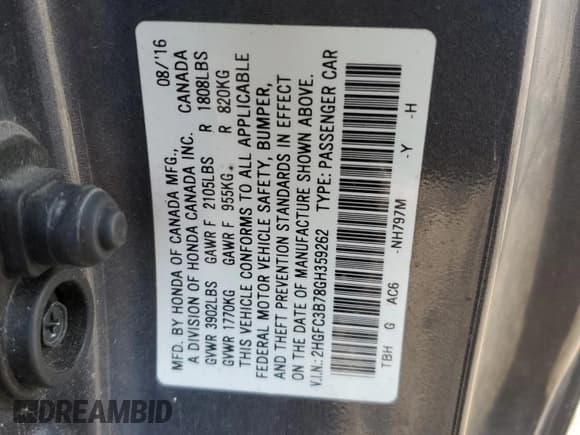 MFD. BY HONDA OF CANADA MFG., 08/'16
A DIVISION OF HONDA CANADA INC. CANADA
GVWR 3902LBS GAWR F 2105LBS R 1808LBS
GVWR 1770KG GAWR F 955KG R 820KG
THIS VEHICLE CONFORMS TO ALL APPLICABLE
FEDERAL MOTOR VEHICLE SAFETY, BUMPER,
AND THEFT PREVENTION STANDARDS IN EFFECT
ON THE DATE OF MANUFACTURE SHOWN ABOVE.
V.I.N.: 2HGFC3B78GH359262 TYPE: PASSENGER CAR
TBH G AC6 -NH797M -Y -H
DREAMBID